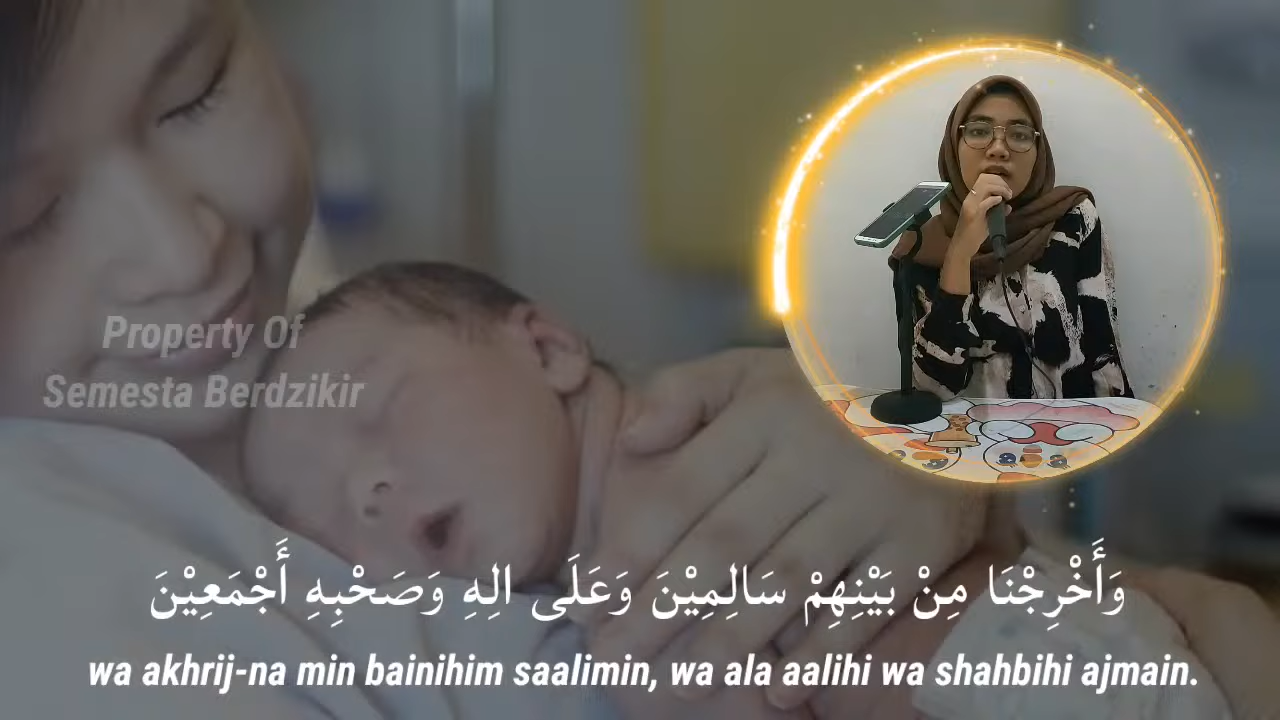 Property Of
Semesta Berdzikir
وَأَخْرِجْنَا مِنْ بَيْنِهِمْ سَالِمِيْنَ وَعَلَى الِهِ وَصَحْبِهِ أَجْمَعِيْنَ
wa akhrij-na min bainihim saalimin, wa ala aalihi wa shahbihi ajmain.